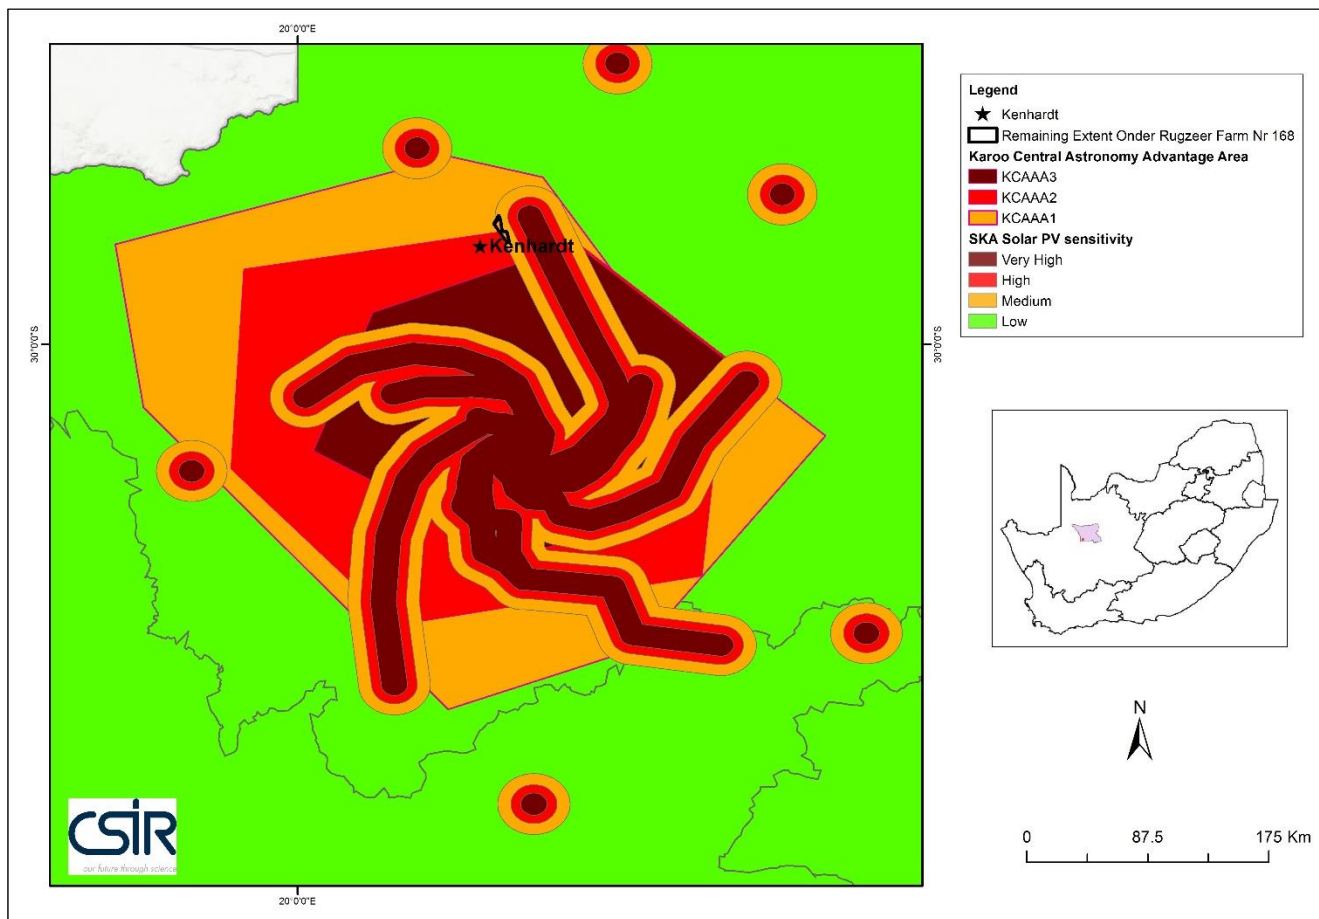 20°0'0"E
Legend
Kenhardt
Remaining Extent Onder Rugzeer Farm Nr 168
Karoo Central Astronomy Advantage Area
KCAAA3
KCAAA2
KCAAA1
SKA Solar PV sensitivity
Very High
High
Medium
Low
Kenhardt
30°0'0"S
30°0'0"S
N
CSIR
our future through science
0 87.5 175 Km
20°0'0"E